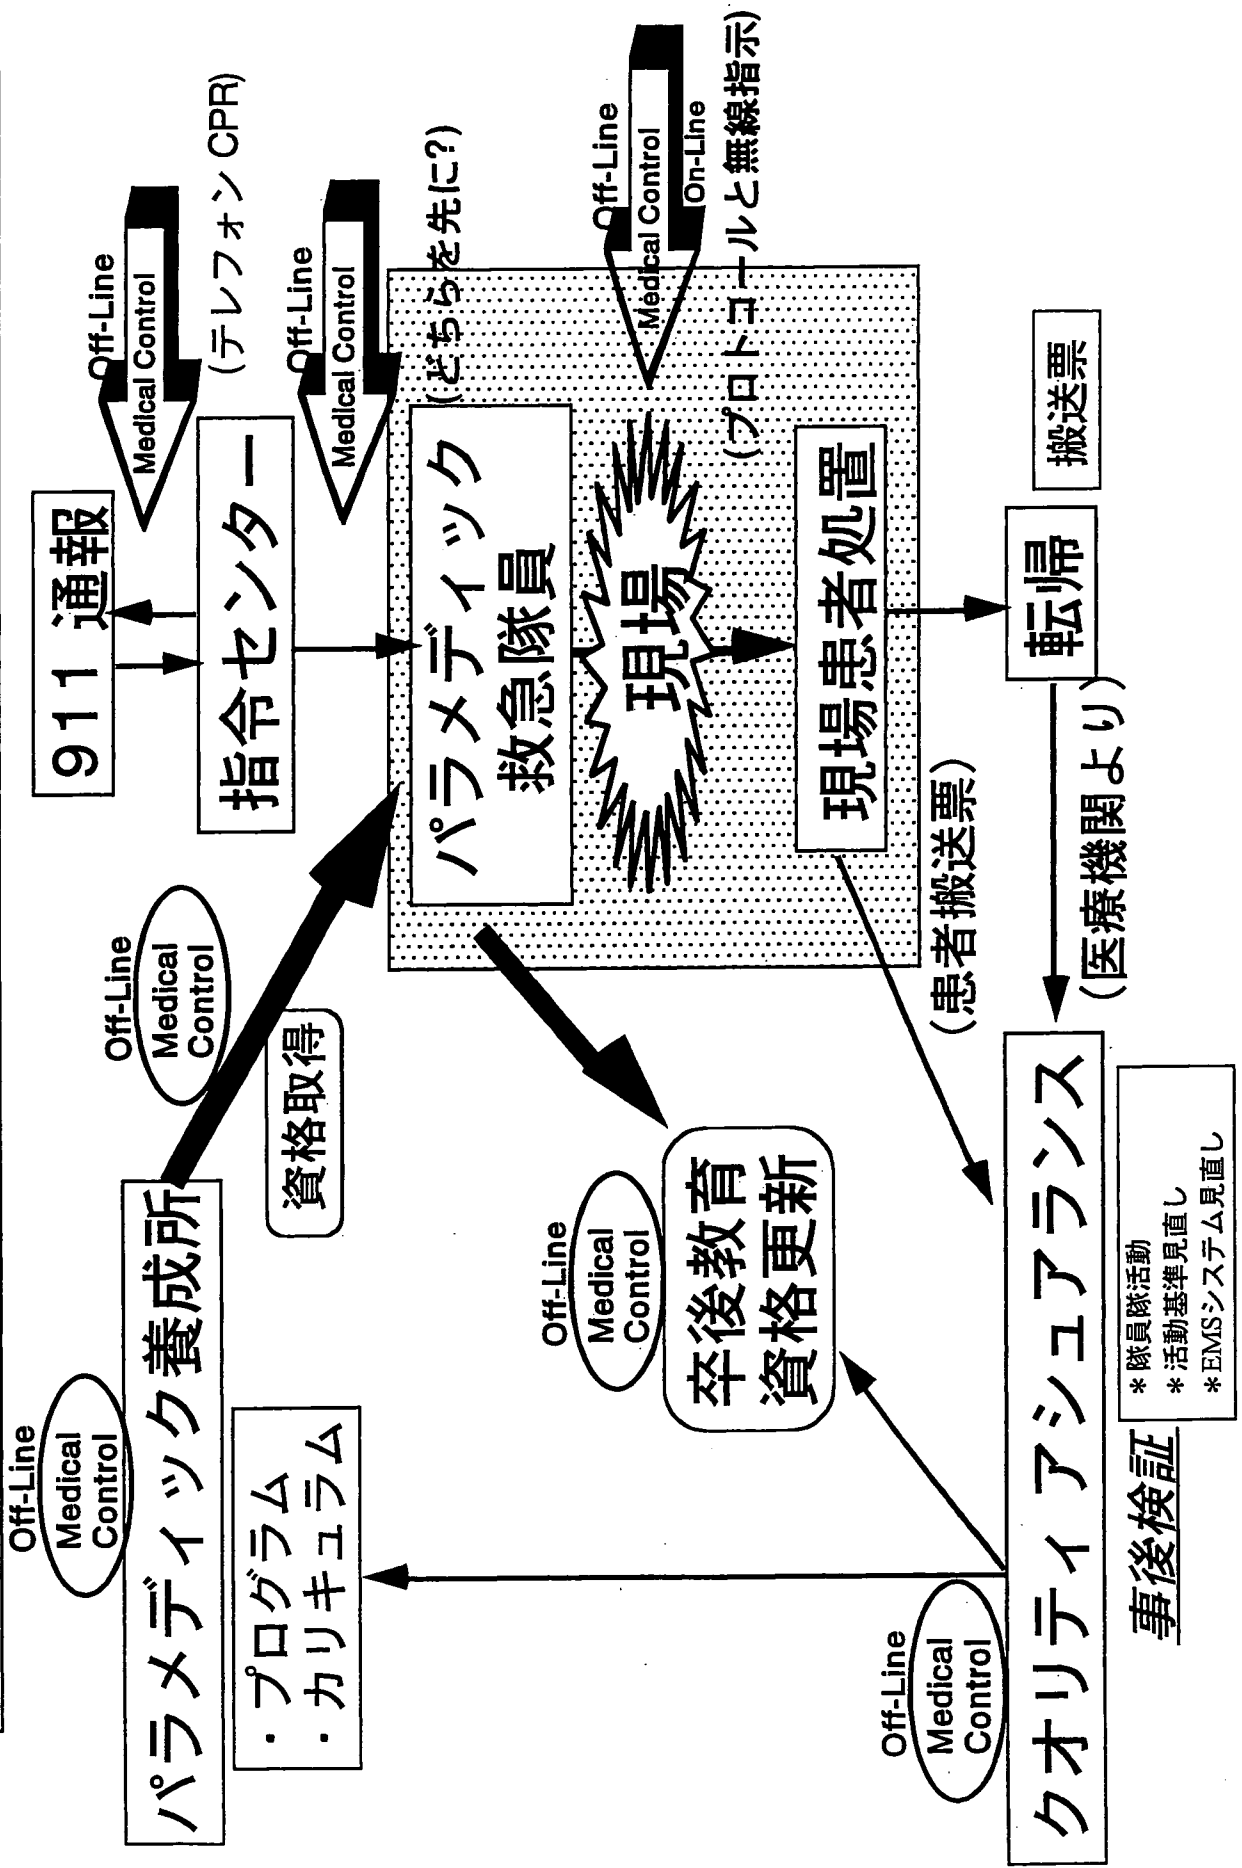 Off-Line
Medical
Control
パラメディック養成所
・プログラム
・カリキュラム
Off-Line
Medical
Control
資格取得
911 通報
Off-Line
Medical Control
(テレフォン CPR)
指令センター
Off-Line
Medical Control
(どちらを先に?)
パラメディック
救急隊員
現場
Off-Line
Medical Control
On-Line
(プロトコールと無線指示)
現場患者処置
Off-Line
Medical
Control
卒後教育
資格更新
(患者搬送票)
転帰
搬送票
(医療機関より)
Off-Line
Medical
Control
クオリティアシュアランス
事後検証
*隊員隊活動
*活動基準見直し
*EMSシステム見直し